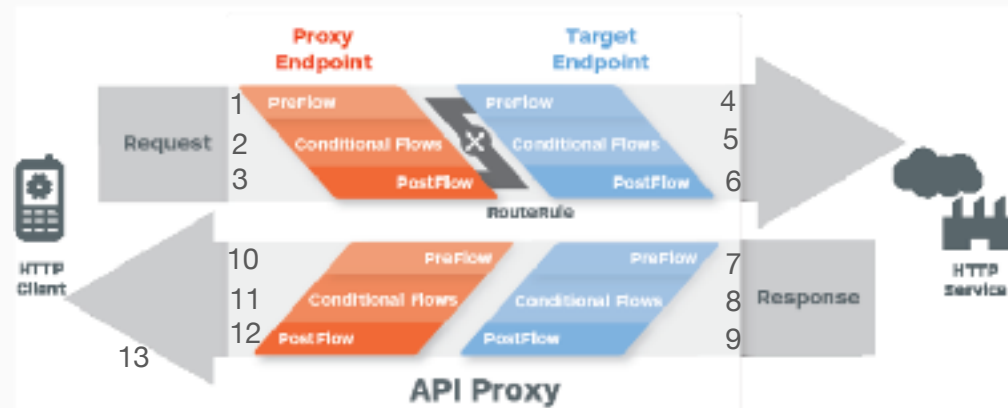 Proxy
Endpoint
Target
Endpoint
1 PreFlow PreFlow 4
Request 2 Conditional Flows Conditional Flows 5
3 PostFlow PostFlow 6
RouteRule
HTTP
Client
HTTP
Service
10 PreFlow PreFlow 7
11 Conditional Flows Conditional Flows 8 Response
12 PostFlow PostFlow 9
13
API Proxy